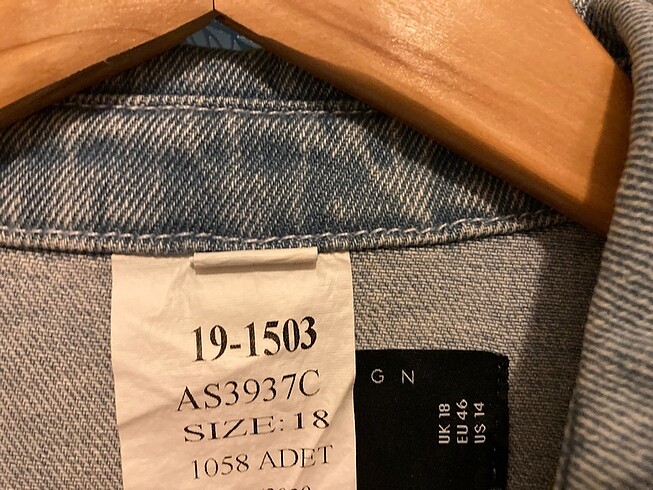 19-1503
AS3937C
SIZE: 18
1058 ADET
G N
UK 18
EU 46
US 14